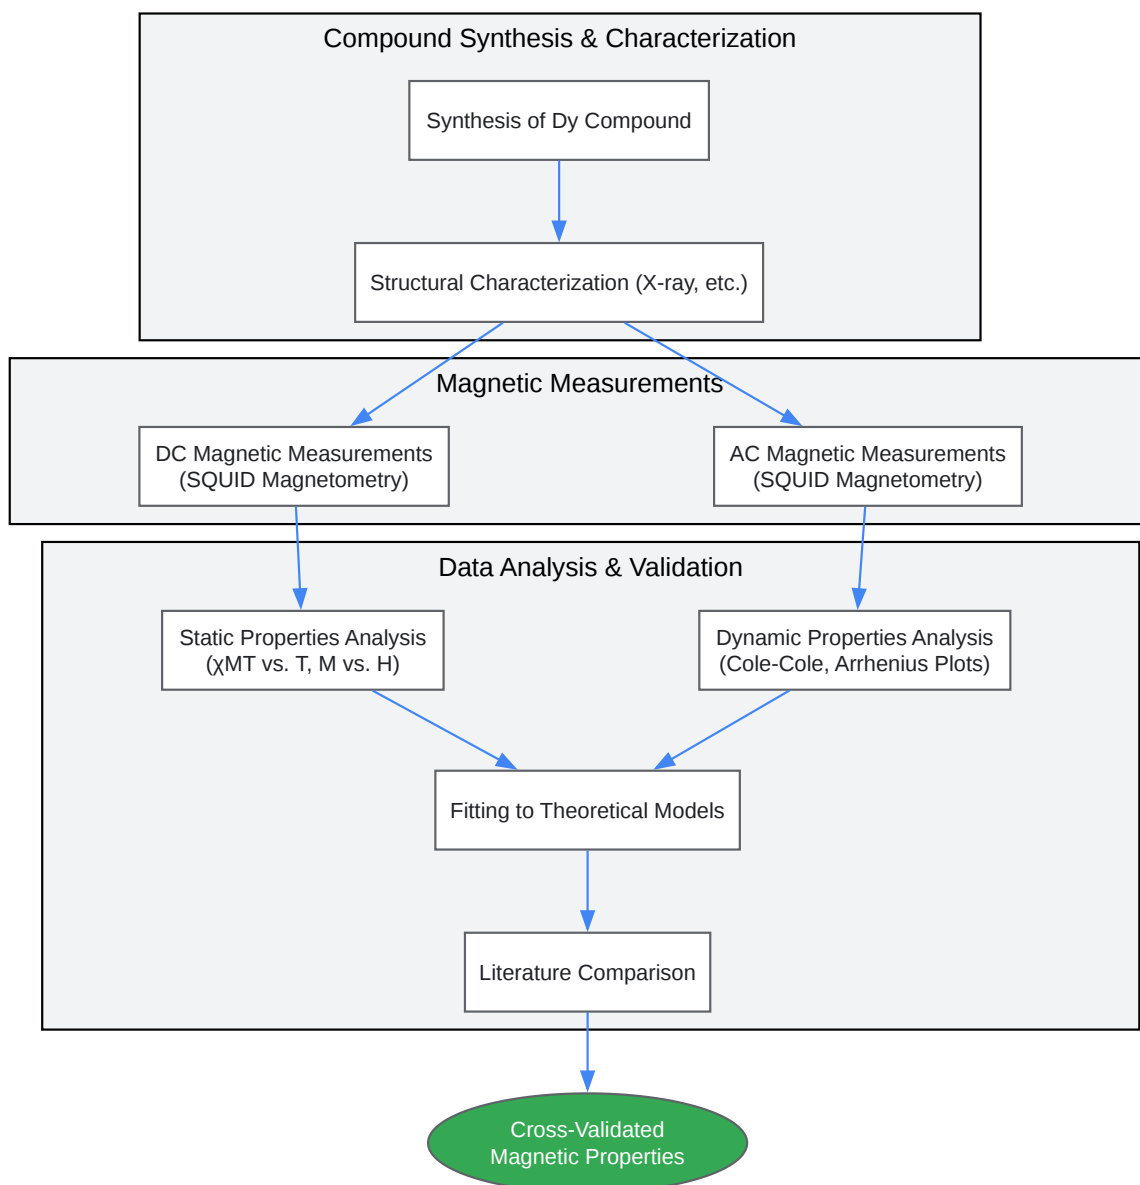 Compound Synthesis & Characterization
Synthesis of Dy Compound
Structural Characterization (X-ray, etc.)
Magnetic Measurements
DC Magnetic Measurements
(SQUID Magnetometry)
AC Magnetic Measurements
(SQUID Magnetometry)
Data Analysis & Validation
Static Properties Analysis
(χMT vs. T, M vs. H)
Dynamic Properties Analysis
(Cole-Cole, Arrhenius Plots)
Fitting to Theoretical Models
Literature Comparison
Cross-Validated
Magnetic Properties